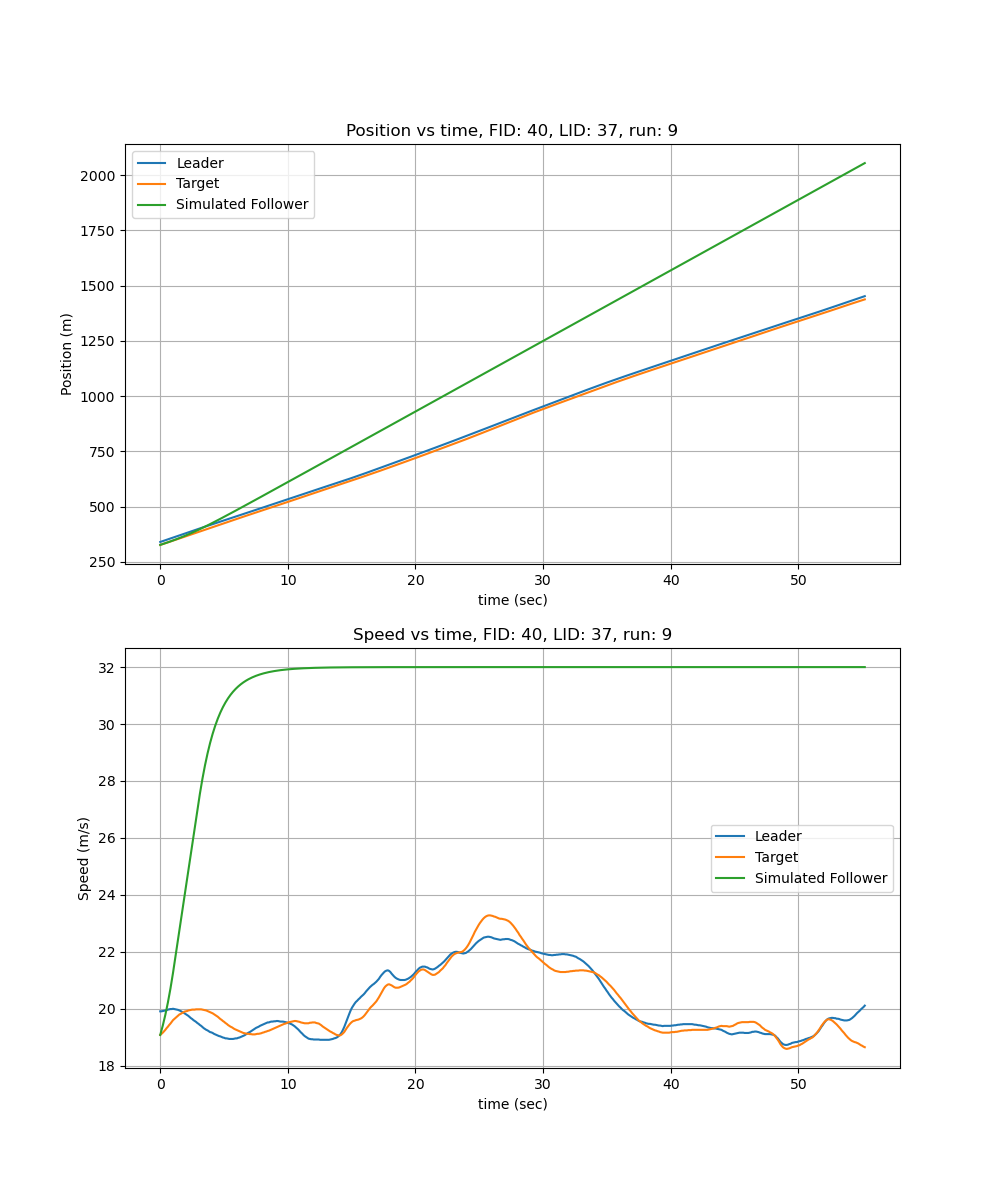 Position vs time, FID: 40, LID: 37, run: 9
Leader
Target
Simulated Follower
Position (m)
2000
1750
1500
1250
1000
750
500
250
0 10 20 30 40 50
time (sec)
Speed vs time, FID: 40, LID: 37, run: 9
Speed (m/s)
32
30
28
26
24
22
20
18
Leader
Target
Simulated Follower
0 10 20 30 40 50
time (sec)